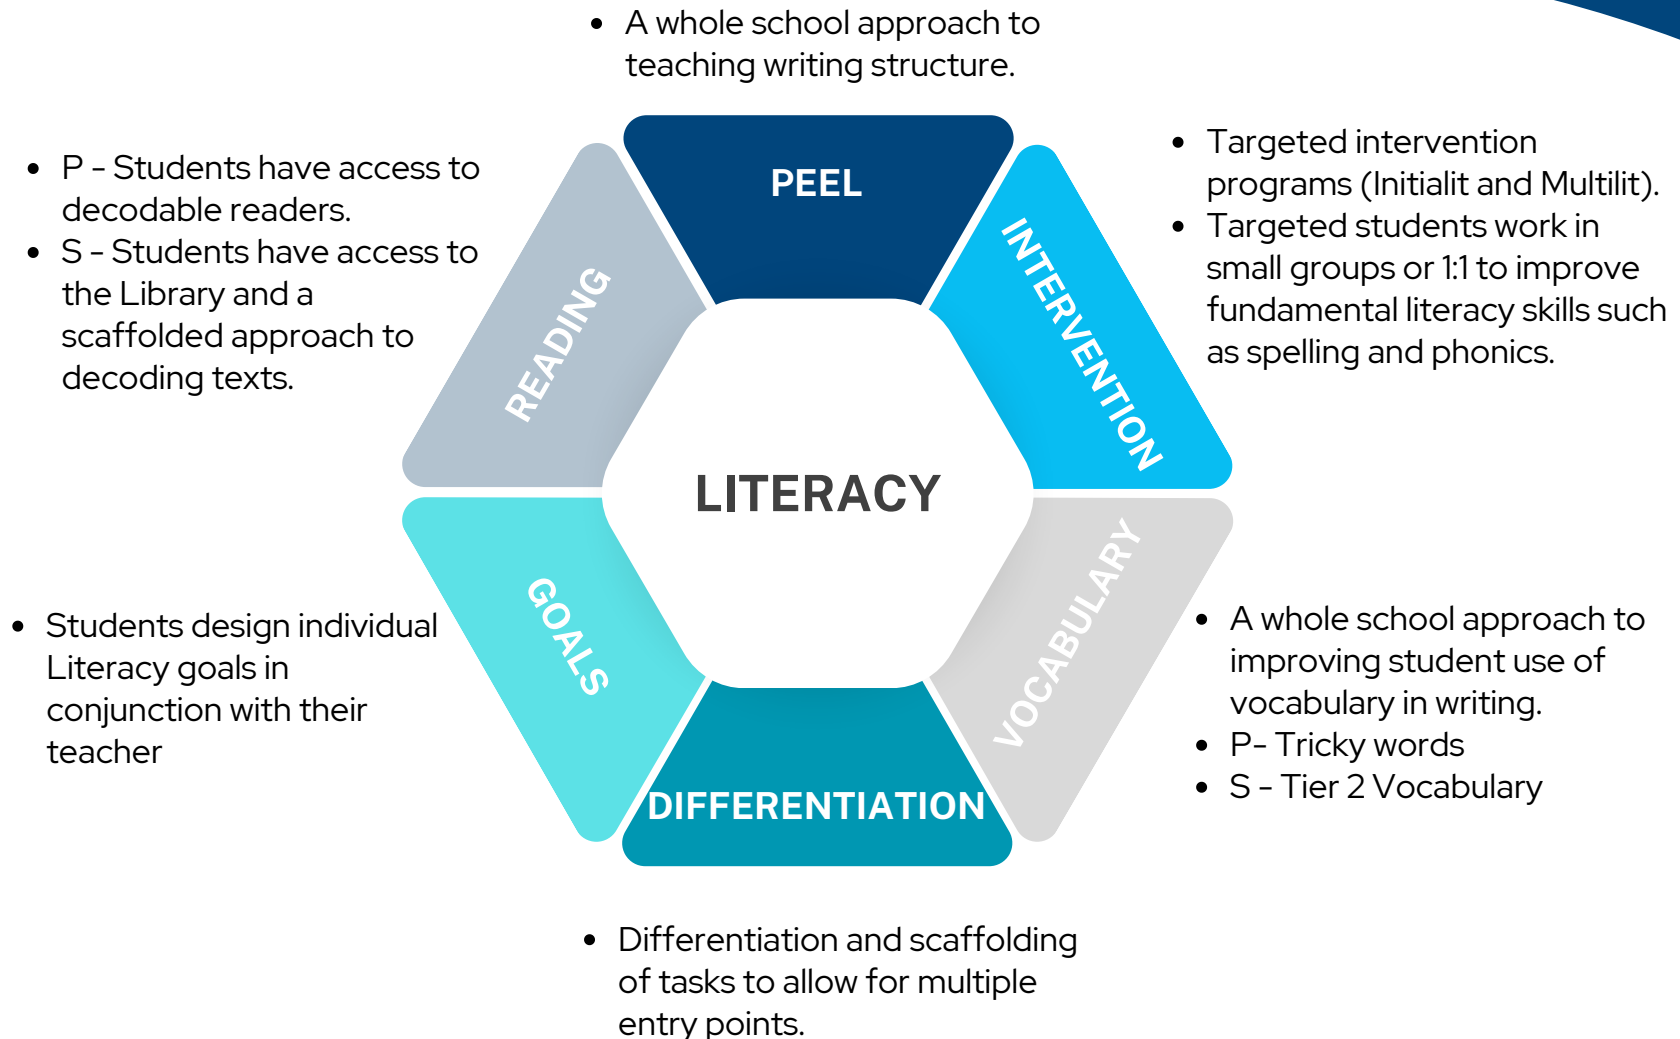 • A whole school approach to
teaching writing structure.
PEEL
• Targeted intervention
programs (Initialit and Multilit).
• Targeted students work in
small groups or 1:1 to improve
fundamental literacy skills such
as spelling and phonics.
INTERVENTION
• P - Students have access to
decodable readers.
• S - Students have access to
the Library and a
scaffolded approach to
decoding texts.
READING
LITERACY
• Students design individual
Literacy goals in
conjunction with their
teacher
GOALS
VOCABULARY
• A whole school approach to
improving student use of
vocabulary in writing.
• P- Tricky words
• S - Tier 2 Vocabulary
DIFFERENTIATION
• Differentiation and scaffolding
of tasks to allow for multiple
entry points.